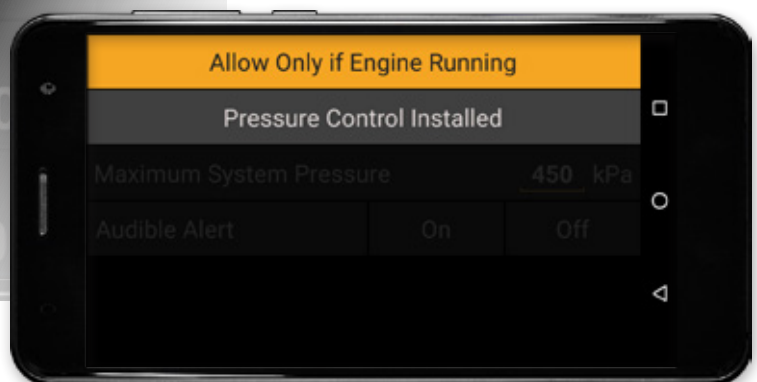 Allow Only if Engine Running
Pressure Control Installed
Maximum System Pressure 450 kPa
Audible Alert On Off